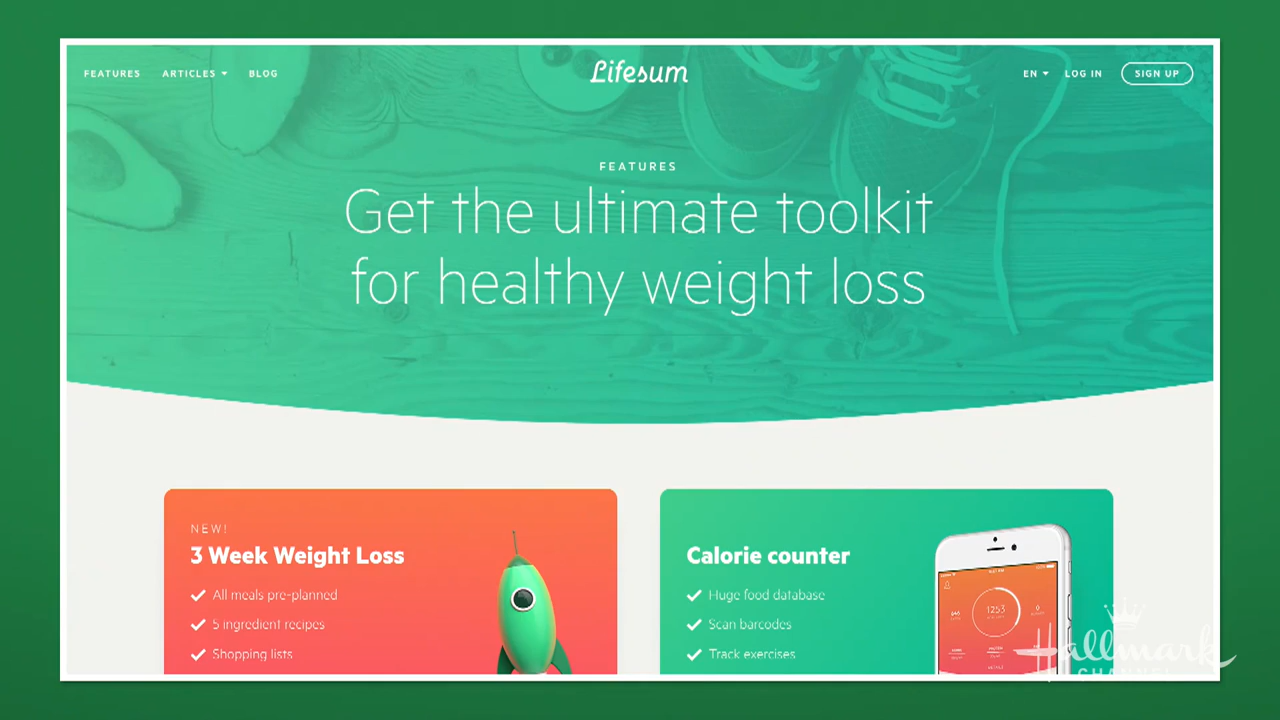 FEATURES ARTICLES BLOG
Lifesum
EN LOG IN SIGN UP
FEATURES
Get the ultimate toolkit
for healthy weight loss
NEW!
3 Week Weight Loss
All meals pre-planned
5 ingredient recipes
Shopping lists
Calorie counter
Huge food database
Scan barcodes
Track exercises
1253
Hallmark
CHANNEL